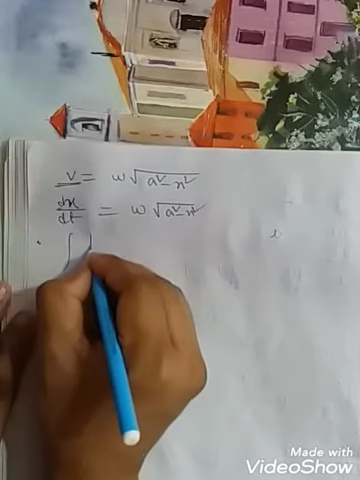 v = ω√a²-x²
dx/dt = ω√a²-x²
∫
Made with
VideoShow